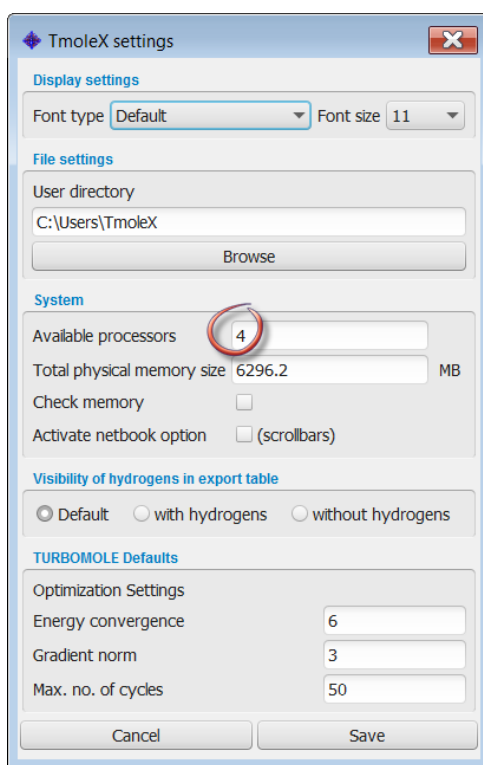 TmoleX settings
Display settings
Font type Default Font size 11
File settings
User directory
C:\Users\TmoleX
Browse
System
Available processors 4
Total physical memory size 6296.2 MB
Check memory
Activate netbook option (scrollbars)
Visibility of hydrogens in export table
Default with hydrogens without hydrogens
TURBOMOLE Defaults
Optimization Settings
Energy convergence 6
Gradient norm 3
Max. no. of cycles 50
Cancel Save